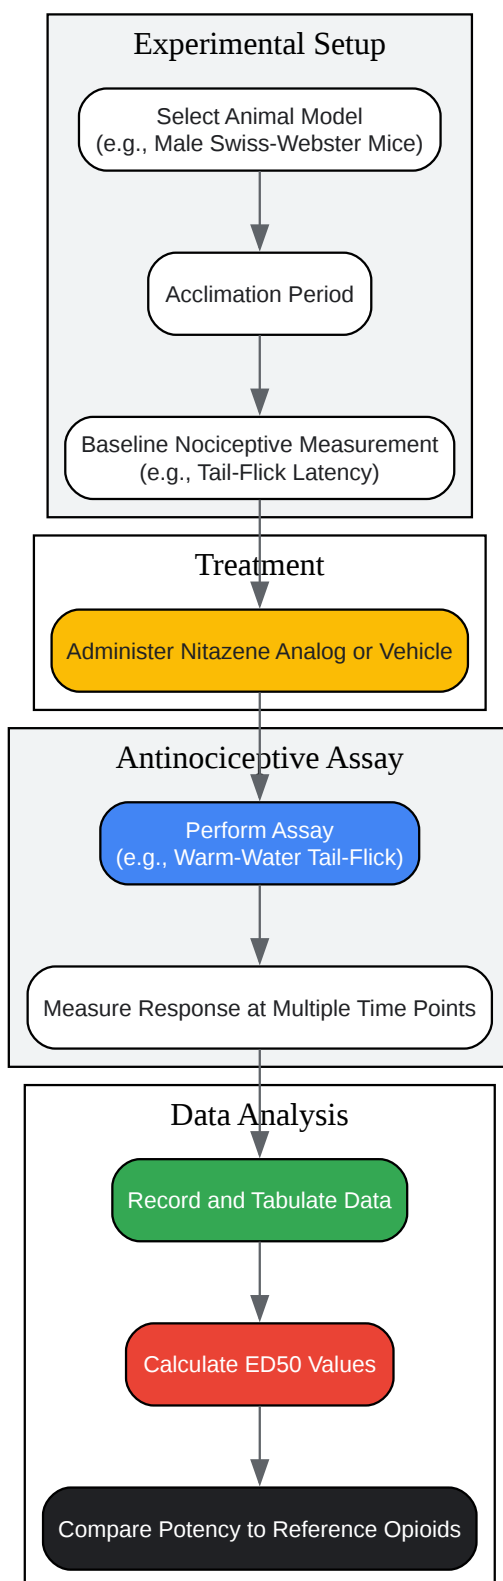 Experimental Setup
Select Animal Model
(e.g., Male Swiss-Webster Mice)
Acclimation Period
Baseline Nociceptive Measurement
(e.g., Tail-Flick Latency)
Treatment
Administer Nitazene Analog or Vehicle
Antinociceptive Assay
Perform Assay
(e.g., Warm-Water Tail-Flick)
Measure Response at Multiple Time Points
Data Analysis
Record and Tabulate Data
Calculate ED50 Values
Compare Potency to Reference Opioids